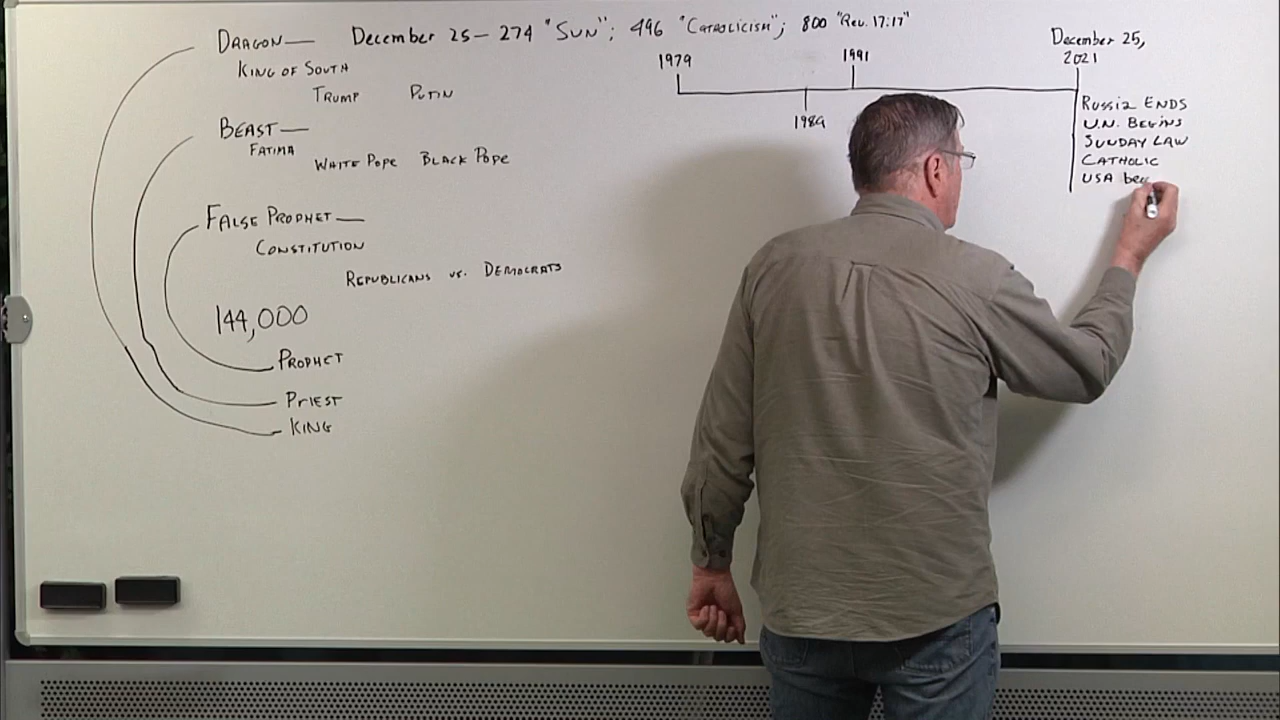 DRAGON— December 25– 274 "SUN"; 496 "CATHOLICISM"; 800 "REV. 17:17"
KING OF SOUTH
TRUMP PUTIN
BEAST—
FATIMA
WHITE POPE BLACK POPE
FALSE PROPHET—
CONSTITUTION
REPUBLICANS vs. DEMOCRATS
144,000
PROPHET
PRIEST
KING
1979
1989
1991
December 25,
2021
RUSSIA ENDS
U.N. BEGINS
SUNDAY LAW
CATHOLIC
USA